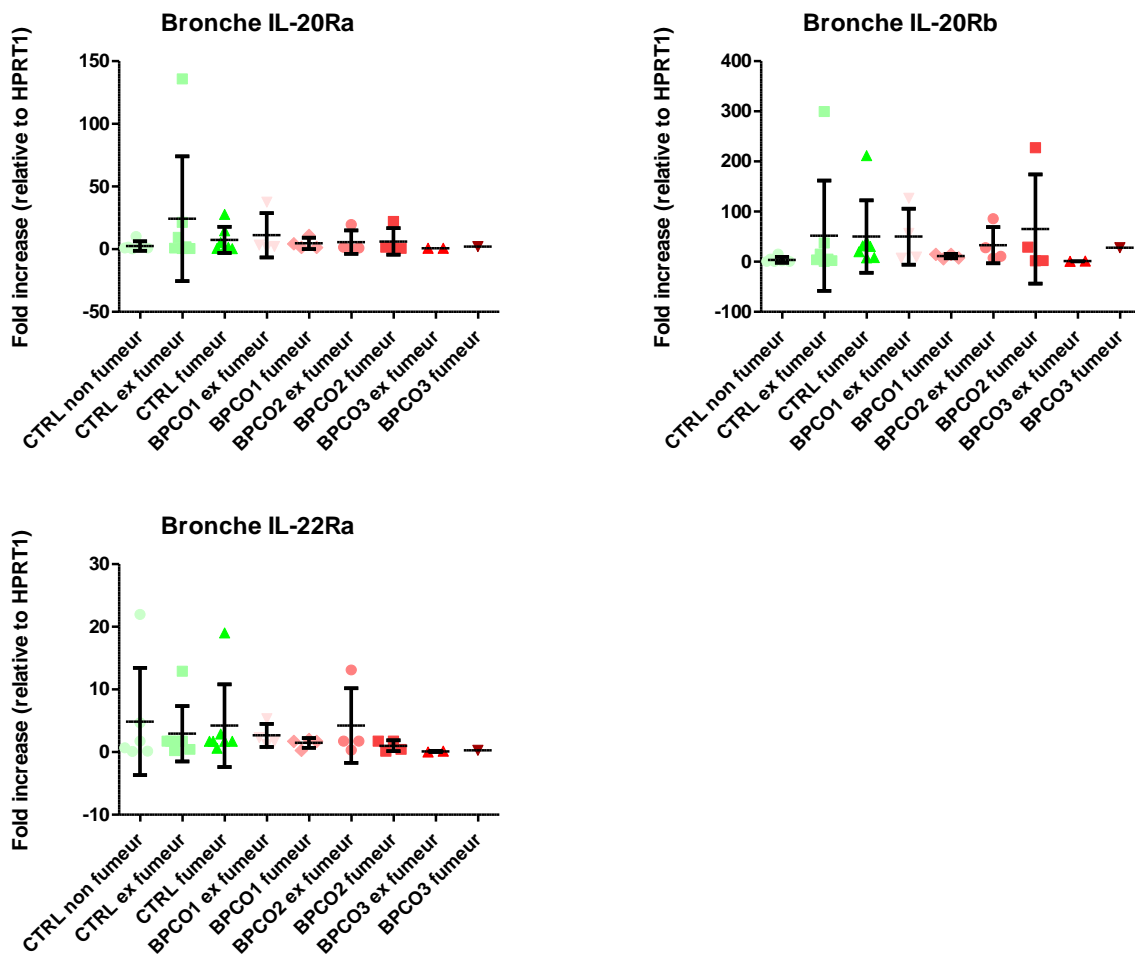 Bronche IL-20Ra
Fold increase (relative to HPRT1)
150
100
50
0
-50
CTRL non fumeur
CTRL ex fumeur
CTRL fumeur
BPCO1 ex fumeur
BPCO1 fumeur
BPCO2 ex fumeur
BPCO2 fumeur
BPCO3 ex fumeur
BPCO3 fumeur
Bronche IL-20Rb
Fold increase (relative to HPRT1)
400
300
200
100
0
-100
CTRL non fumeur
CTRL ex fumeur
CTRL fumeur
BPCO1 ex fumeur
BPCO1 fumeur
BPCO2 ex fumeur
BPCO2 fumeur
BPCO3 ex fumeur
BPCO3 fumeur
Bronche IL-22Ra
Fold increase (relative to HPRT1)
30
20
10
0
-10
CTRL non fumeur
CTRL ex fumeur
CTRL fumeur
BPCO1 ex fumeur
BPCO1 fumeur
BPCO2 ex fumeur
BPCO2 fumeur
BPCO3 ex fumeur
BPCO3 fumeur